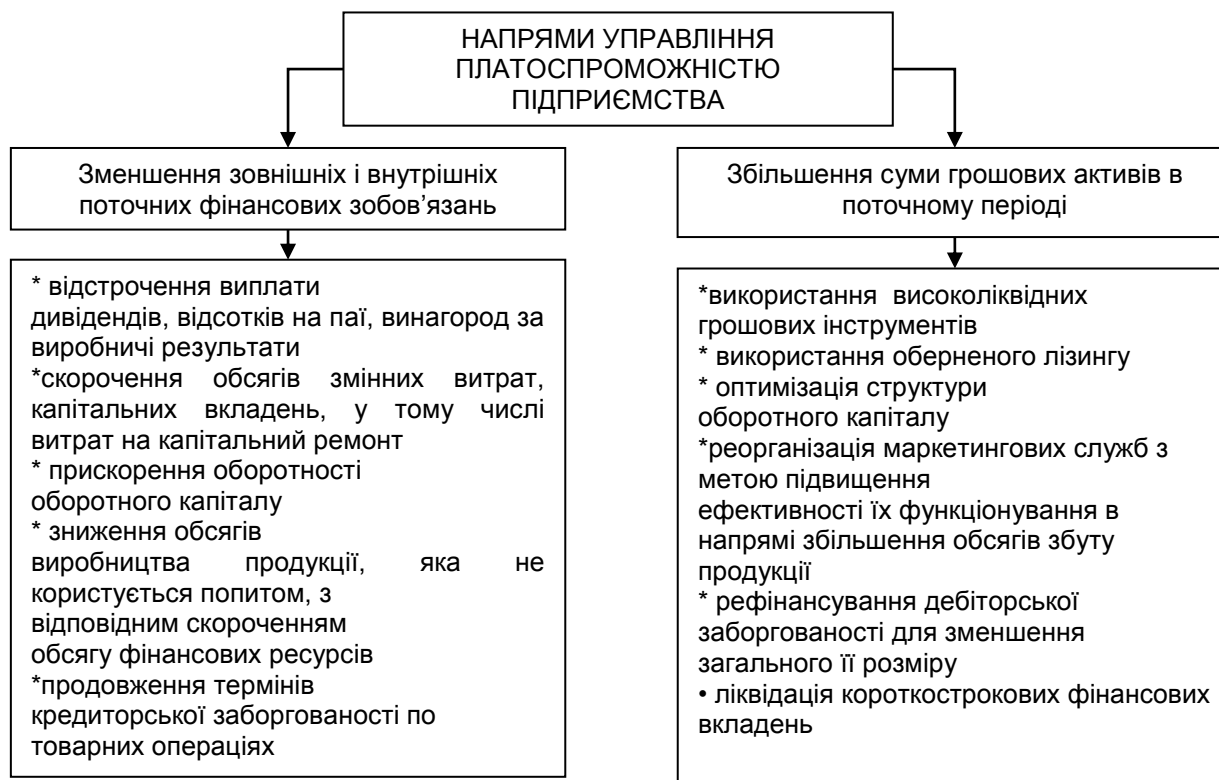 НАПРЯМИ УПРАВЛІННЯ
ПЛАТОСПРОМОЖНІСТЮ
ПІДПРИЄМСТВА
Зменшення зовнішніх і внутрішніх
поточних фінансових зобов’язань
* відстрочення виплати
дивідендів, відсотків на паї, винагород за
виробничі результати
*скорочення обсягів змінних витрат,
капітальних вкладень, у тому числі
витрат на капітальний ремонт
* прискорення оборотності
оборотного капіталу
* зниження обсягів
виробництва продукції, яка не
користується попитом, з
відповідним скороченням
обсягу фінансових ресурсів
*продовження термінів
кредиторської заборгованості по
товарних операціях
Збільшення суми грошових активів в
поточному періоді
*використання високоліквідних
грошових інструментів
* використання оберненого лізингу
* оптимізація структури
оборотного капіталу
*реорганізація маркетингових служб з
метою підвищення
ефективності їх функціонування в
напрямі збільшення обсягів збуту
продукції
* рефінансування дебіторської
заборгованості для зменшення
загального її розміру
• ліквідація короткострокових фінансових
вкладень